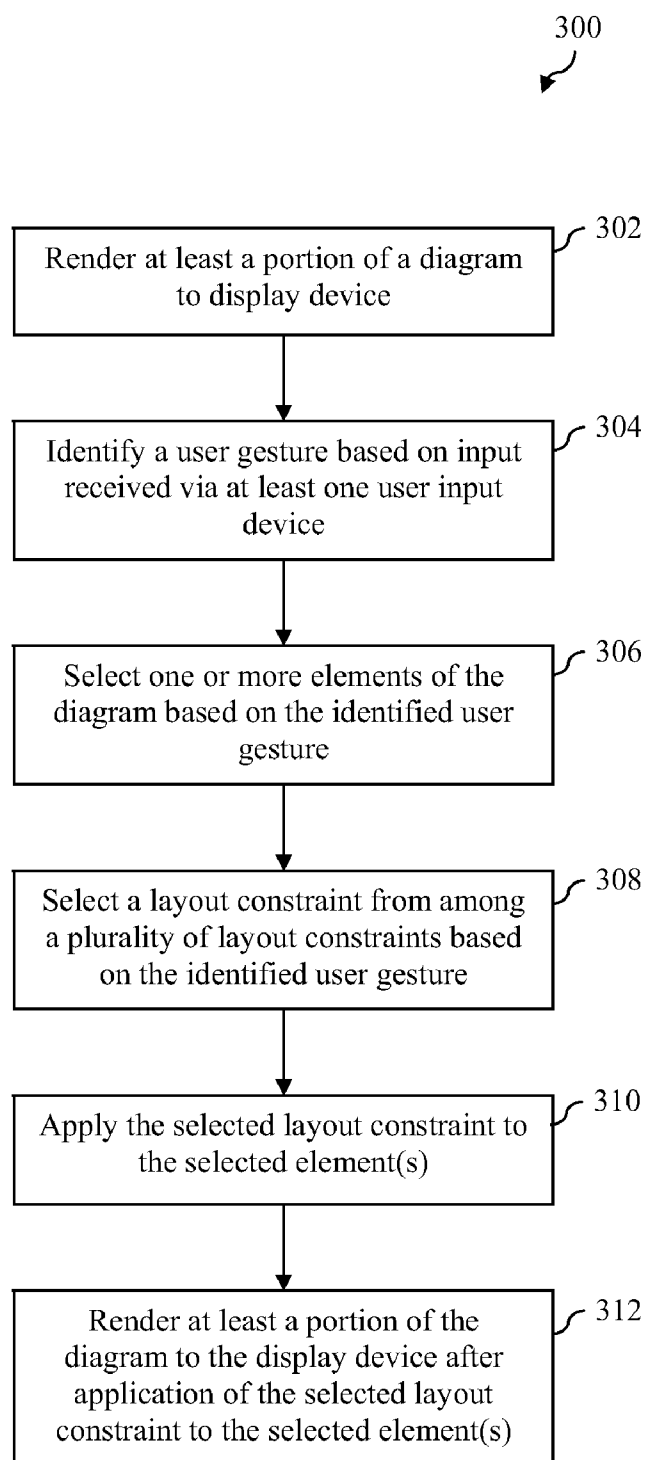 300
302
Render at least a portion of a diagram
to display device
304
Identify a user gesture based on input
received via at least one user input
device
306
Select one or more elements of the
diagram based on the identified user
gesture
308
Select a layout constraint from among
a plurality of layout constraints based
on the identified user gesture
310
Apply the selected layout constraint to
the selected element(s)
312
Render at least a portion of the
diagram to the display device after
application of the selected layout
constraint to the selected element(s)